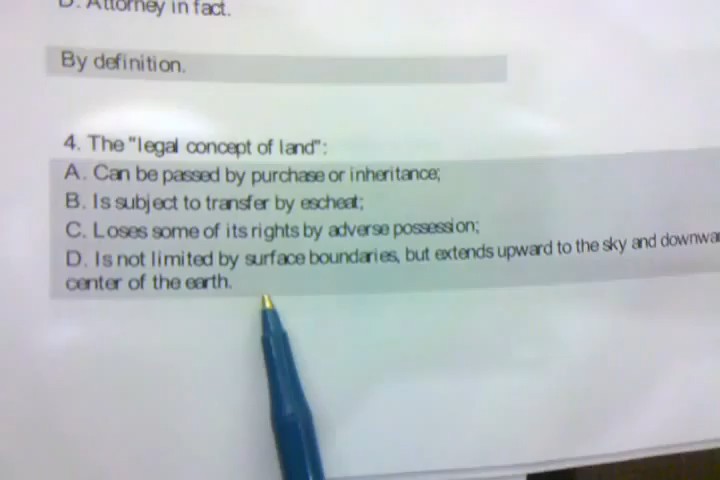 D. Attorney in fact.
By definition.
4. The "legal concept of land":
A. Can be passed by purchase or inheritance;
B. Is subject to transfer by escheat;
C. Loses some of its rights by adverse possession;
D. Is not limited by surface boundaries, but extends upward to the sky and downwa
center of the earth.